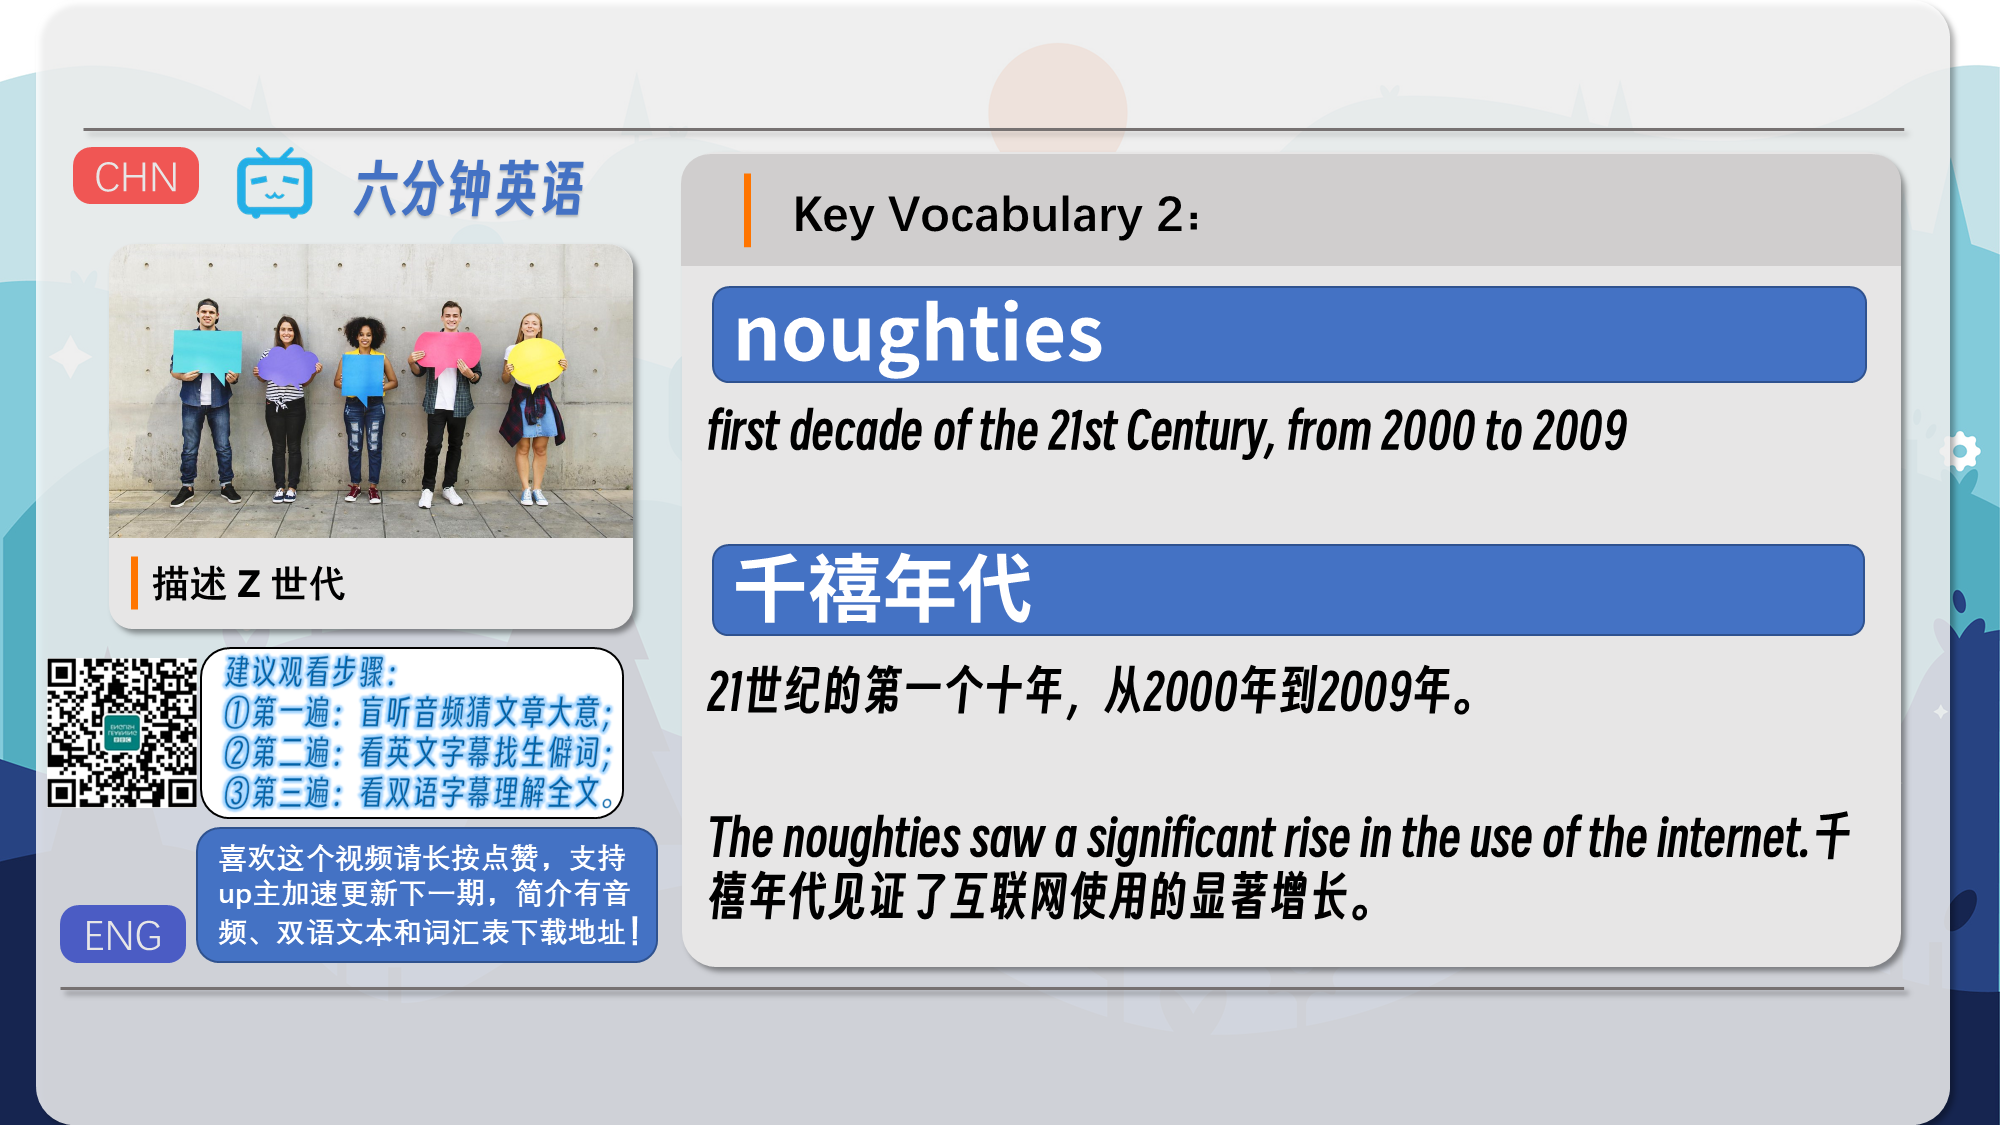 CHN
六分钟英语
描述 Z 世代
建议观看步骤：
①第一遍：盲听音频猜文章大意；
②第二遍：看英文字幕找生僻词；
③第三遍：看双语字幕理解全文。
喜欢这个视频请长按点赞，支持
up主加速更新下一期，简介有音
频、双语文本和词汇表下载地址！
ENG
Key Vocabulary 2：
noughties
first decade of the 21st Century, from 2000 to 2009
千禧年代
21世纪的第一个十年，从2000年到2009年。
The noughties saw a significant rise in the use of the internet.千
禧年代见证了互联网使用的显著增长。